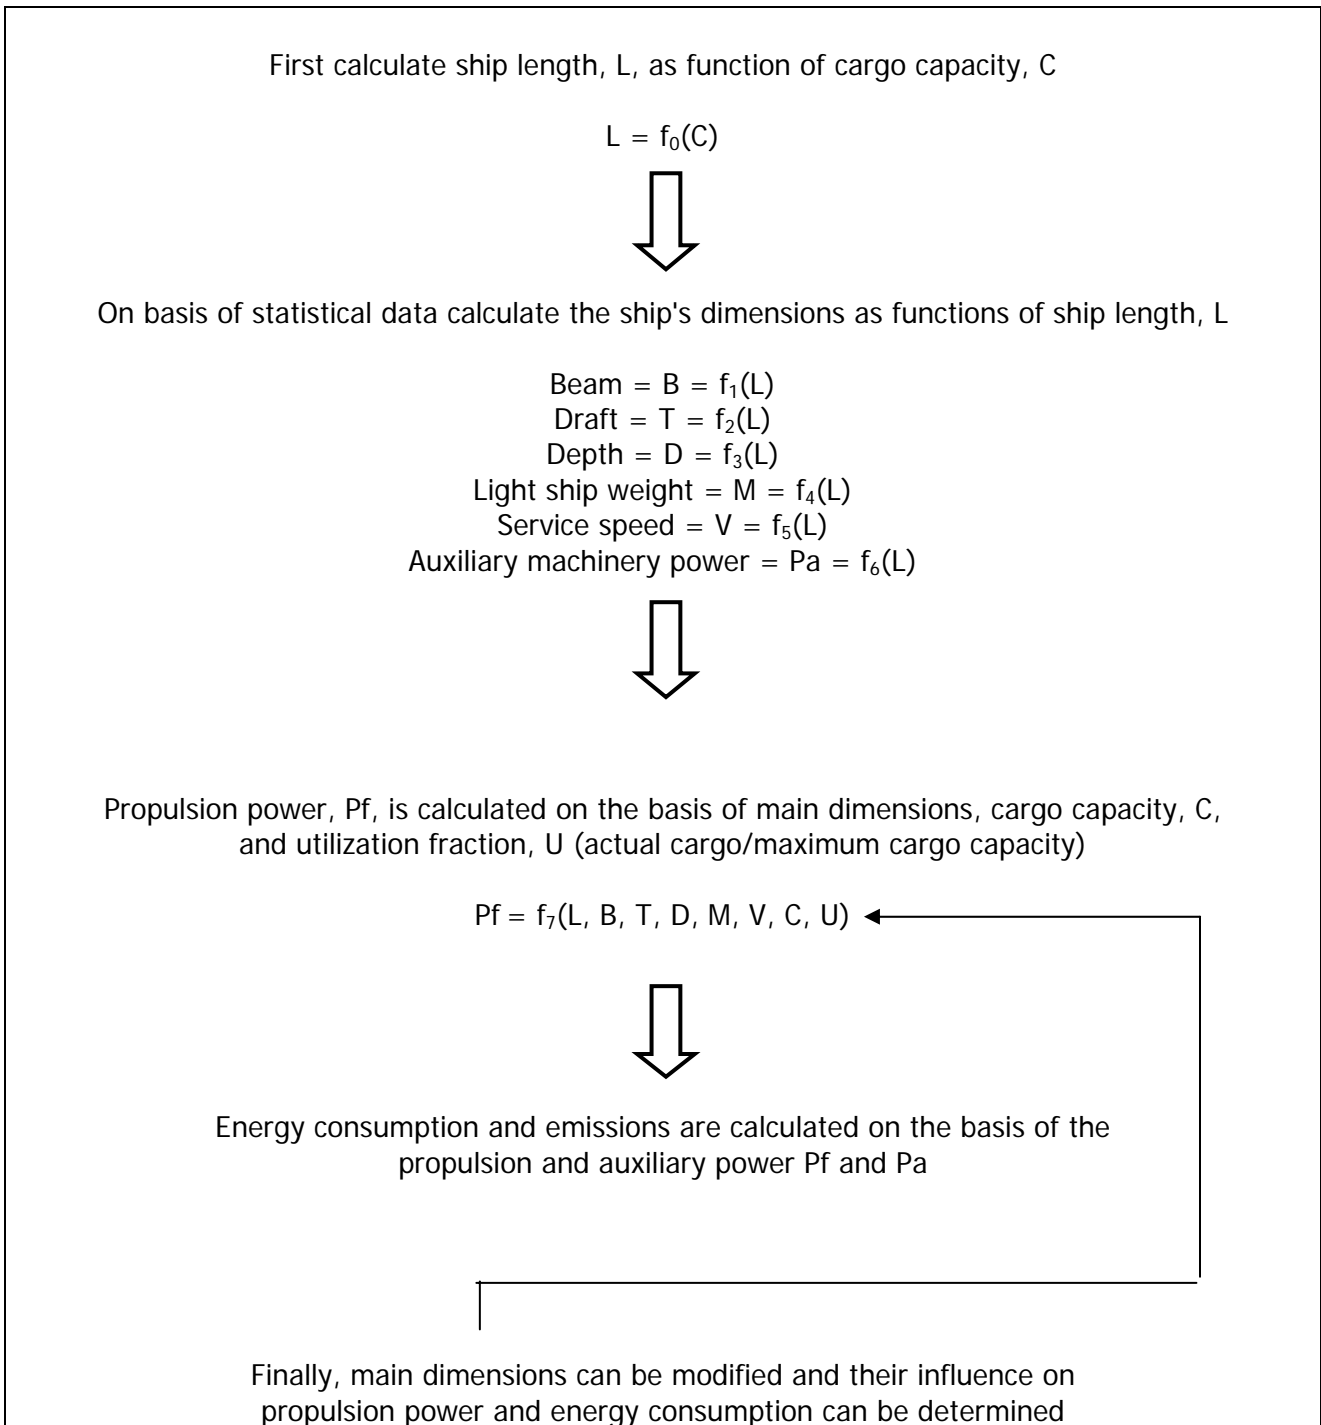 First calculate ship length, L, as function of cargo capacity, C
L = f₀(C)
On basis of statistical data calculate the ship's dimensions as functions of ship length, L
Beam = B = f₁(L)
Draft = T = f₂(L)
Depth = D = f₃(L)
Light ship weight = M = f₄(L)
Service speed = V = f₅(L)
Auxiliary machinery power = Pa = f₆(L)
Propulsion power, Pf, is calculated on the basis of main dimensions, cargo capacity, C,
and utilization fraction, U (actual cargo/maximum cargo capacity)
Pf = f₇(L, B, T, D, M, V, C, U)
Energy consumption and emissions are calculated on the basis of the
propulsion and auxiliary power Pf and Pa
Finally, main dimensions can be modified and their influence on
propulsion power and energy consumption can be determined